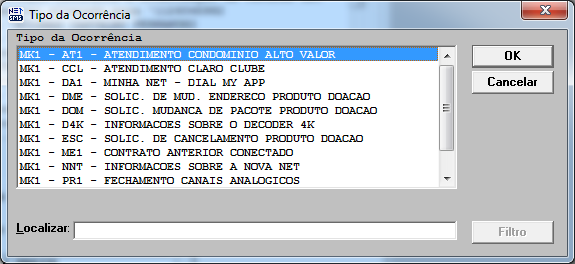 NET
SMS
Tipo da Ocorrência
Tipo da Ocorrência
MK1 - AT1 - ATENDIMENTO CONDOMINIO ALTO VALOR
MK1 - CCL - ATENDIMENTO CLARO CLUBE
MK1 - DA1 - MINHA NET - DIAL MY APP
MK1 - DME - SOLIC. DE MUD. ENDERECO PRODUTO DOACAO
MK1 - DOM - SOLIC. MUDANCA DE PACOTE PRODUTO DOACAO
MK1 - D4K - INFORMACOES SOBRE O DECODER 4K
MK1 - ESC - SOLIC. DE CANCELAMENTO PRODUTO DOACAO
MK1 - ME1 - CONTRATO ANTERIOR CONECTADO
MK1 - NNT - INFORMACOES SOBRE A NOVA NET
MK1 - PR1 - FECHAMENTO CANAIS ANALOGICOS
OK
Cancelar
Localizar:
Filtro